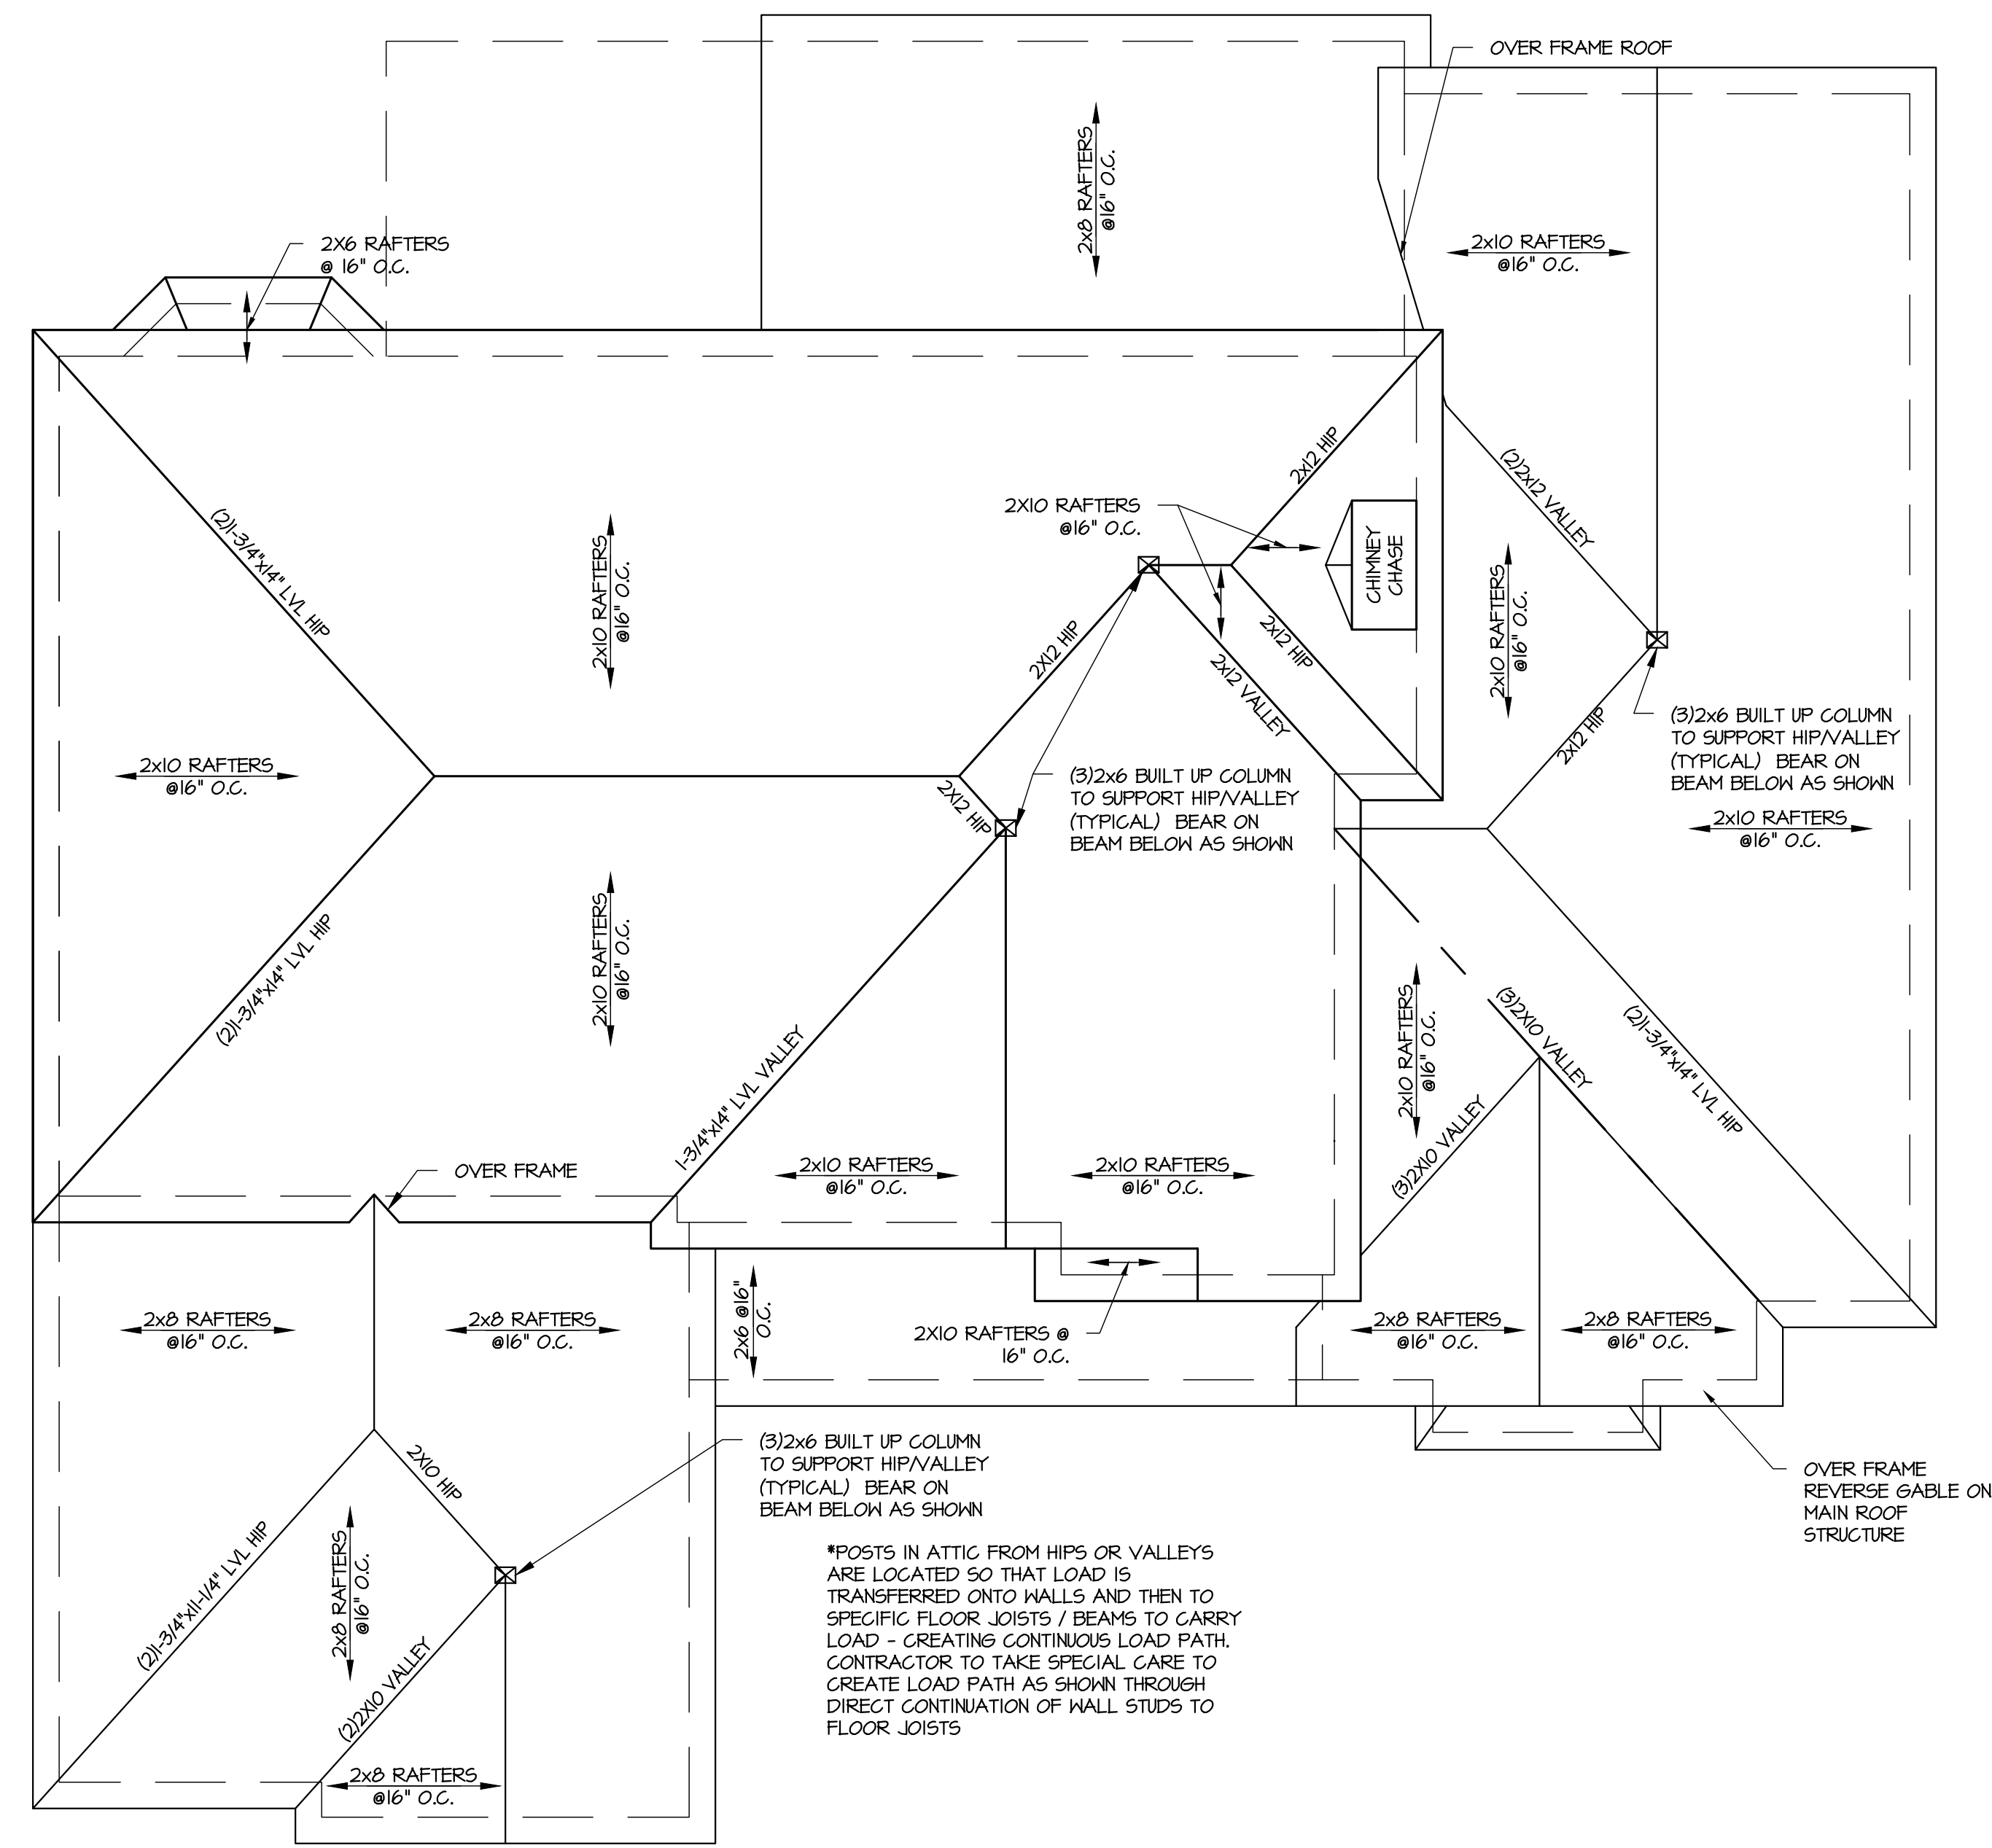 OVER FRAME ROOF
2x8 RAFTERS
@16" O.C.
2X6 RAFTERS
@ 16" O.C.
2x10 RAFTERS
@16" O.C.
2x12 HIP
(2)2x12 VALLEY
2X10 RAFTERS
@16" O.C.
(2)1-3/4"x14" LVL HIP
2x10 RAFTERS
@16" O.C.
CHIMNEY
CHASE
2x10 RAFTERS
@16" O.C.
2X12 HIP
2x12 HIP
2x12 VALLEY
2x12 HIP
(3)2x6 BUILT UP COLUMN
TO SUPPORT HIP/VALLEY
(TYPICAL) BEAR ON
BEAM BELOW AS SHOWN
2x10 RAFTERS
@16" O.C.
2X12 HIP
(3)2x6 BUILT UP COLUMN
TO SUPPORT HIP/VALLEY
(TYPICAL) BEAR ON
BEAM BELOW AS SHOWN
2x10 RAFTERS
@16" O.C.
(2)1-3/4"x14" LVL HIP
2x10 RAFTERS
@16" O.C.
1-3/4"x14" LVL VALLEY
2x10 RAFTERS
@16" O.C.
(3)2X10 VALLEY
(2)1-3/4"x14" LVL HIP
(3)2X10 VALLEY
OVER FRAME
2x10 RAFTERS
@16" O.C.
2x10 RAFTERS
@16" O.C.
2x8 RAFTERS
@16" O.C.
2x8 RAFTERS
@16" O.C.
2x6 @16"
O.C.
2X10 RAFTERS @
16" O.C.
2x8 RAFTERS
@16" O.C.
2x8 RAFTERS
@16" O.C.
2X10 HIP
(3)2x6 BUILT UP COLUMN
TO SUPPORT HIP/VALLEY
(TYPICAL) BEAR ON
BEAM BELOW AS SHOWN
OVER FRAME
REVERSE GABLE ON
MAIN ROOF
STRUCTURE
(2)1-3/4"x11-1/4" LVL HIP
2x8 RAFTERS
@16" O.C.
(2)2X10 VALLEY
*POSTS IN ATTIC FROM HIPS OR VALLEYS
ARE LOCATED SO THAT LOAD IS
TRANSFERRED ONTO WALLS AND THEN TO
SPECIFIC FLOOR JOISTS / BEAMS TO CARRY
LOAD - CREATING CONTINUOUS LOAD PATH.
CONTRACTOR TO TAKE SPECIAL CARE TO
CREATE LOAD PATH AS SHOWN THROUGH
DIRECT CONTINUATION OF WALL STUDS TO
FLOOR JOISTS
2x8 RAFTERS
@16" O.C.